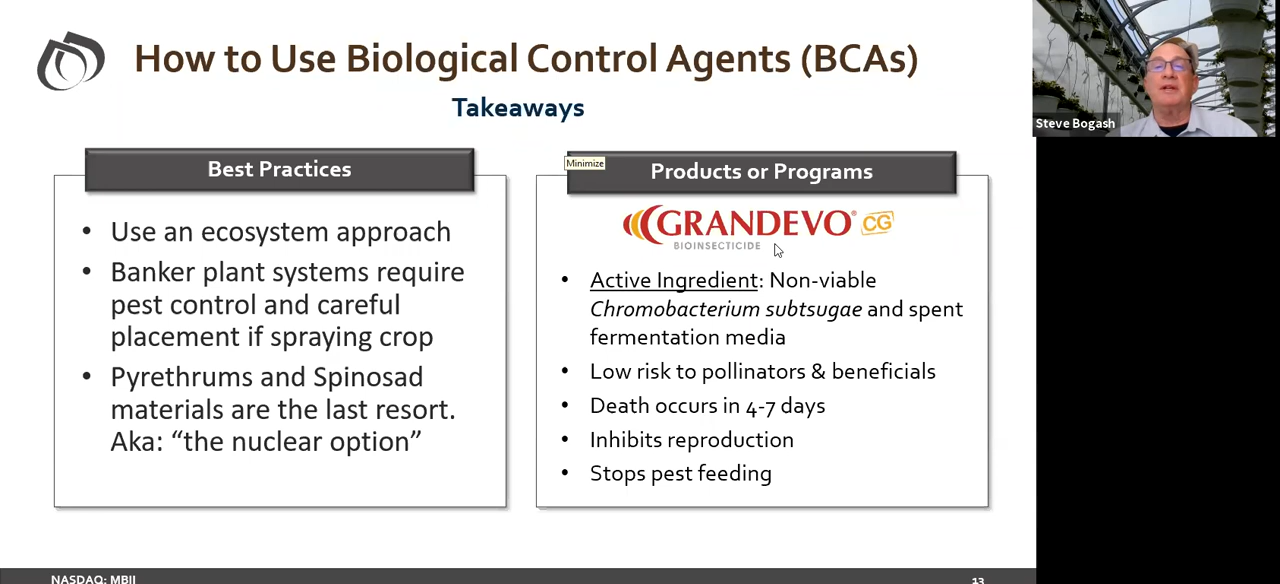 How to Use Biological Control Agents (BCAs)
Takeaways
Best Practices
• Use an ecosystem approach
• Banker plant systems require
pest control and careful
placement if spraying crop
• Pyrethrums and Spinosad
materials are the last resort.
Aka: “the nuclear option”
Minimize
Products or Programs
GRANDEVO® CG
BIOINSECTICIDE
• Active Ingredient: Non-viable
Chromobacterium subtsugae and spent
fermentation media
• Low risk to pollinators & beneficials
• Death occurs in 4-7 days
• Inhibits reproduction
• Stops pest feeding
Steve Bogash
NASDAQ: MBII
13